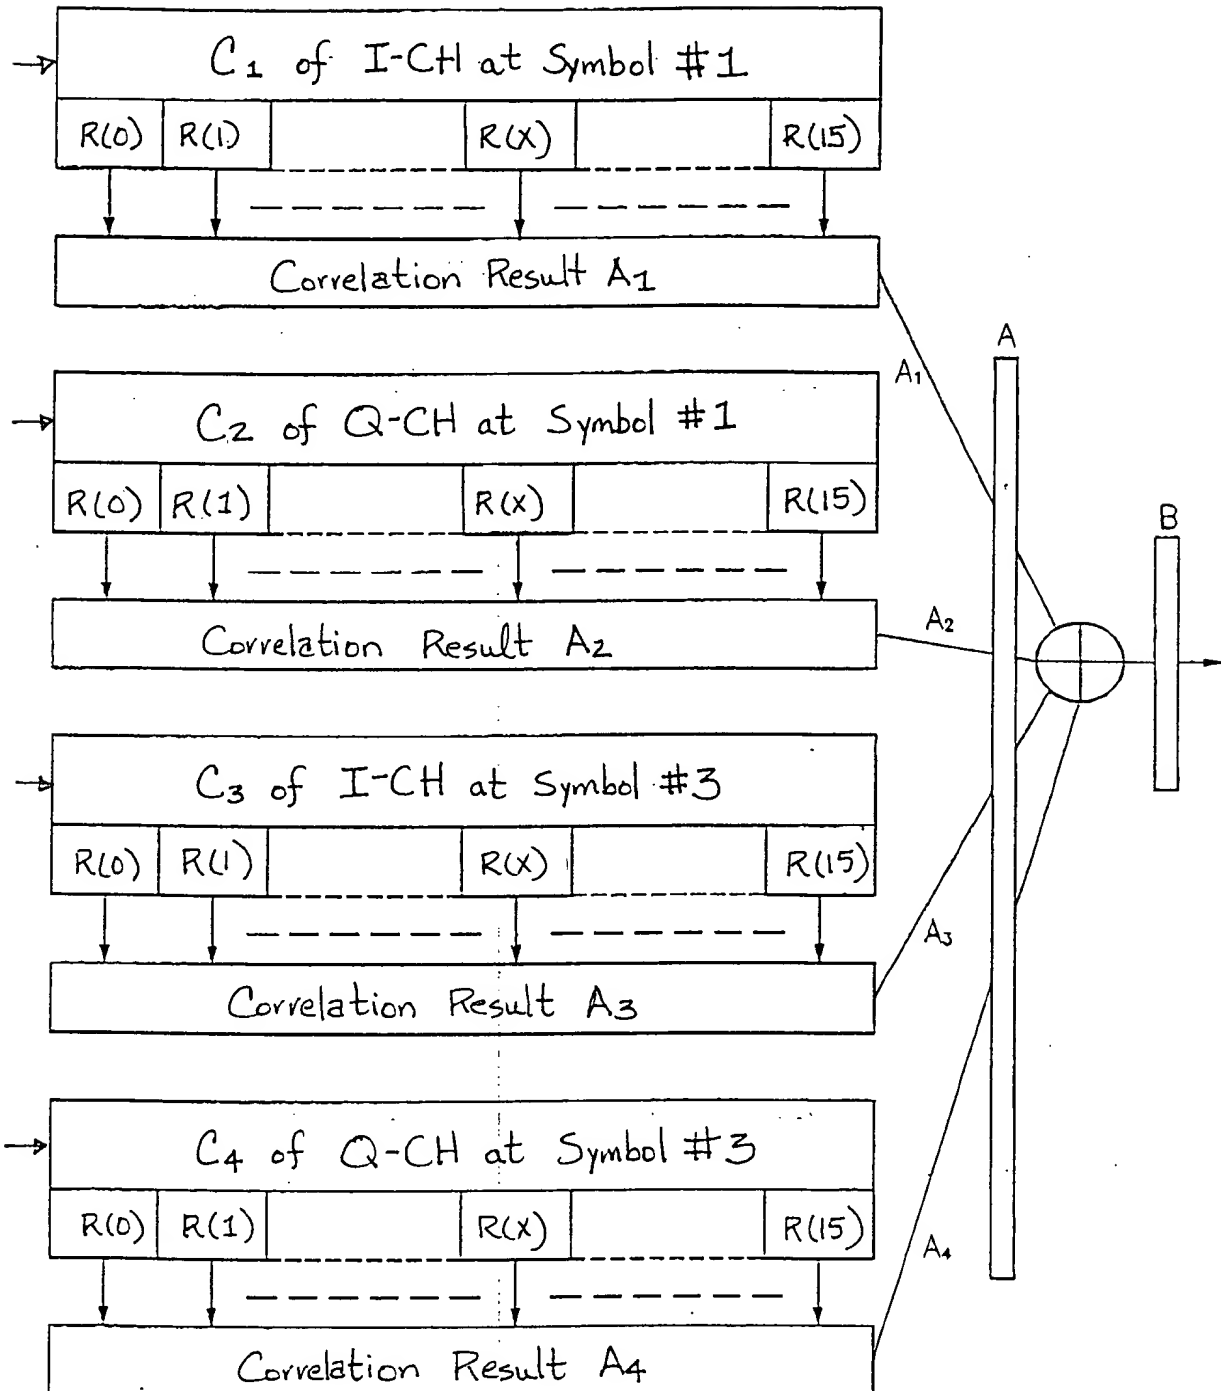 C1 of I-CH at Symbol #1
R(0) R(1) R(X) R(15)
Correlation Result A1
A
A1
C2 of Q-CH at Symbol #1
R(0) R(1) R(X) R(15)
B
Correlation Result A2
A2
C3 of I-CH at Symbol #3
R(0) R(1) R(X) R(15)
Correlation Result A3
A3
C4 of Q-CH at Symbol #3
R(0) R(1) R(X) R(15)
A4
Correlation Result A4